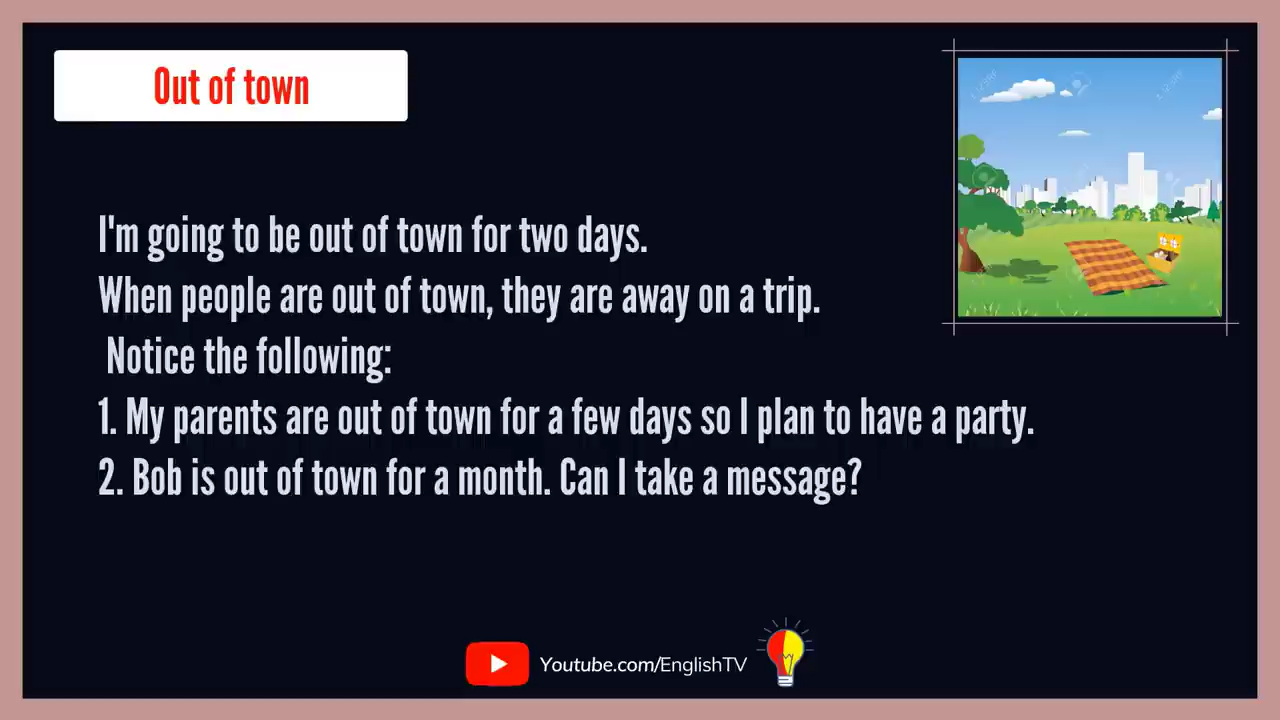 Out of town
I'm going to be out of town for two days.
When people are out of town, they are away on a trip.
Notice the following:
1. My parents are out of town for a few days so I plan to have a party.
2. Bob is out of town for a month. Can I take a message?
Youtube.com/EnglishTV